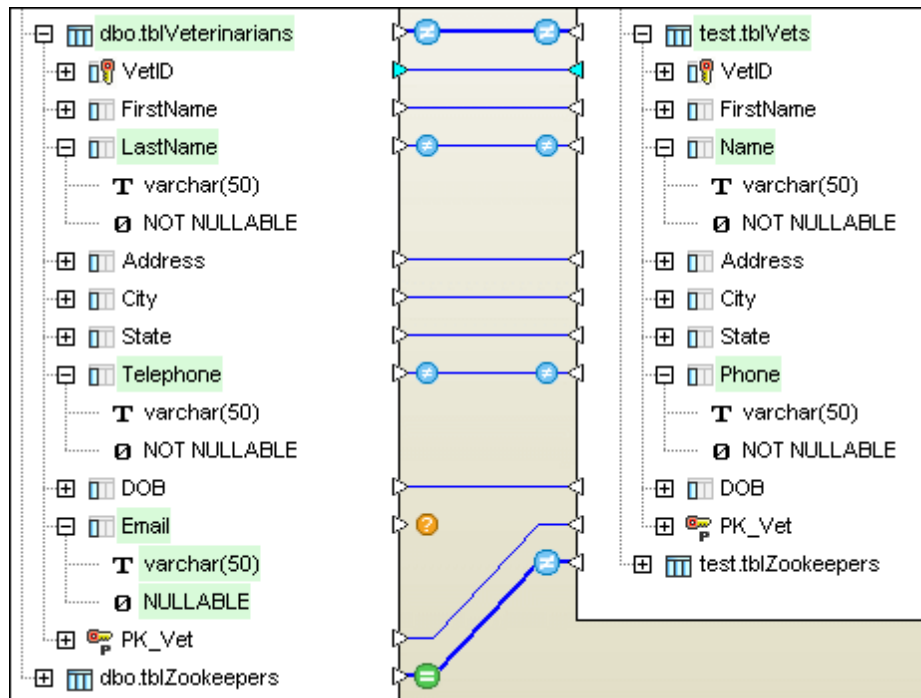 dbo.tblVeterinarians
VetID
FirstName
LastName
T varchar(50)
NOT NULLABLE
Address
City
State
Telephone
T varchar(50)
NOT NULLABLE
DOB
Email
T varchar(50)
NULLABLE
PK_Vet
dbo.tblZookeepers
≠ ≠
≠ ≠
≠ ≠
?
≠
=
test.tblVets
VetID
FirstName
Name
T varchar(50)
NOT NULLABLE
Address
City
State
Phone
T varchar(50)
NOT NULLABLE
DOB
PK_Vet
test.tblZookeepers